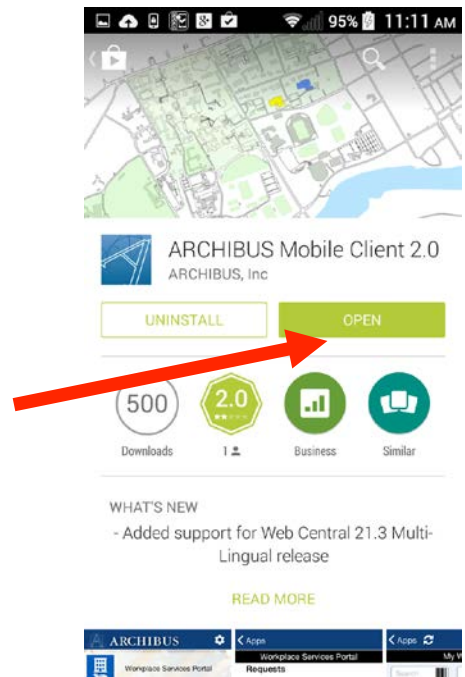 95% 11:11 AM
ARCHIBUS Mobile Client 2.0
ARCHIBUS, Inc
UNINSTALL OPEN
500 2.0
Downloads 1 Business Similar
WHAT'S NEW
- Added support for Web Central 21.3 Multi-
Lingual release
READ MORE
ARCHIBUS Apps Apps
Workplace Services Portal My W
Workplace Services Portal Requests Search